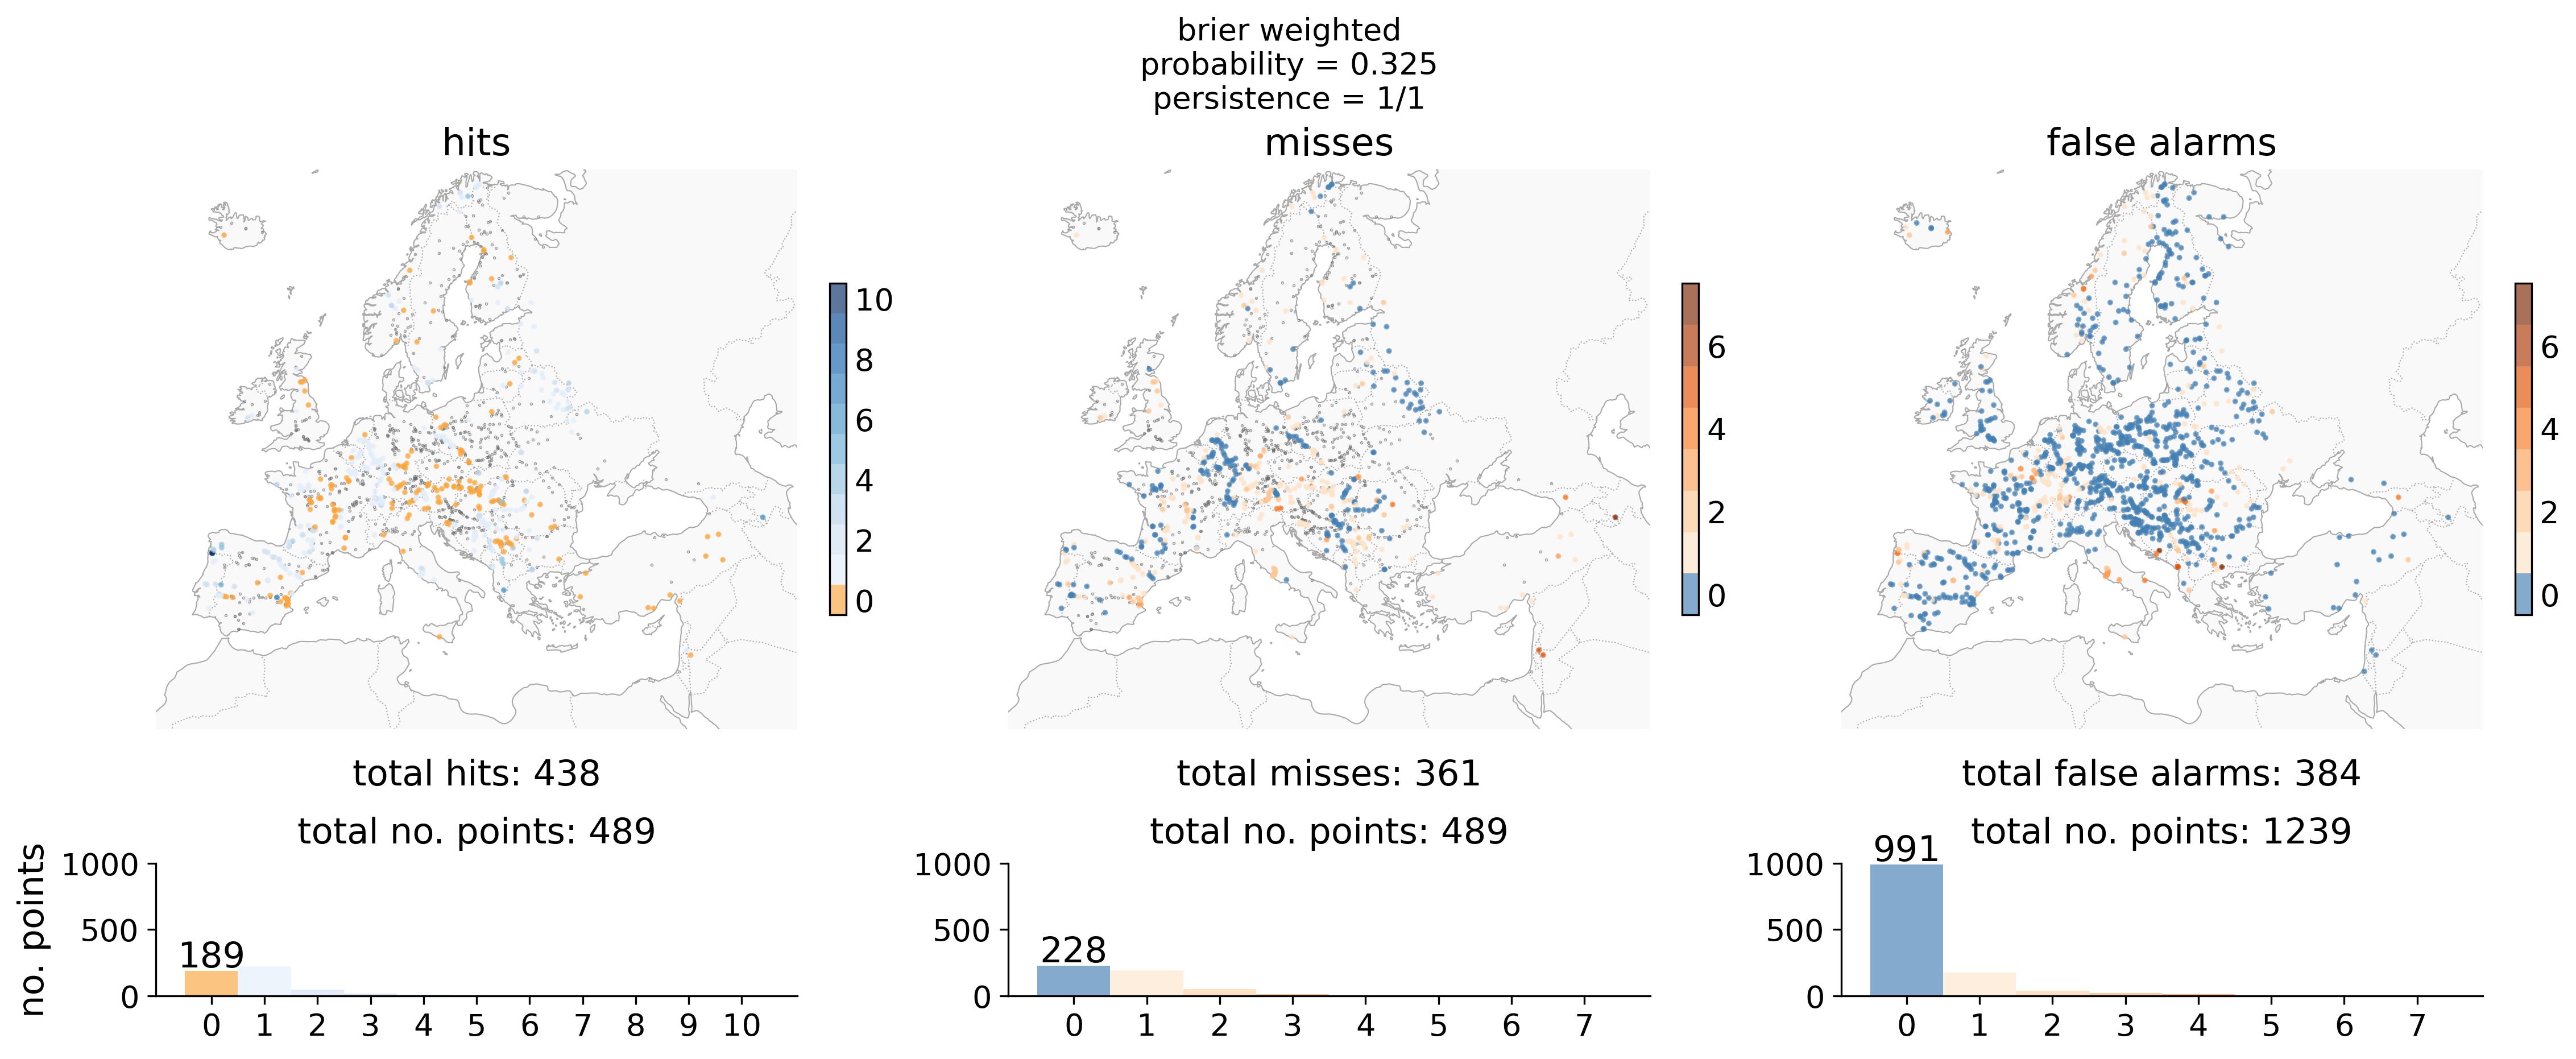 brier weighted
probability = 0.325
persistence = 1/1
hits
misses
false alarms
10
8
6
4
2
0
6
4
2
0
6
4
2
0
total hits: 438
total misses: 361
total false alarms: 384
total no. points: 489
total no. points: 489
total no. points: 1239
no. points
1000
500
0
189
0 1 2 3 4 5 6 7 8 9 10
1000
500
0
228
0 1 2 3 4 5 6 7
1000
500
0
991
0 1 2 3 4 5 6 7